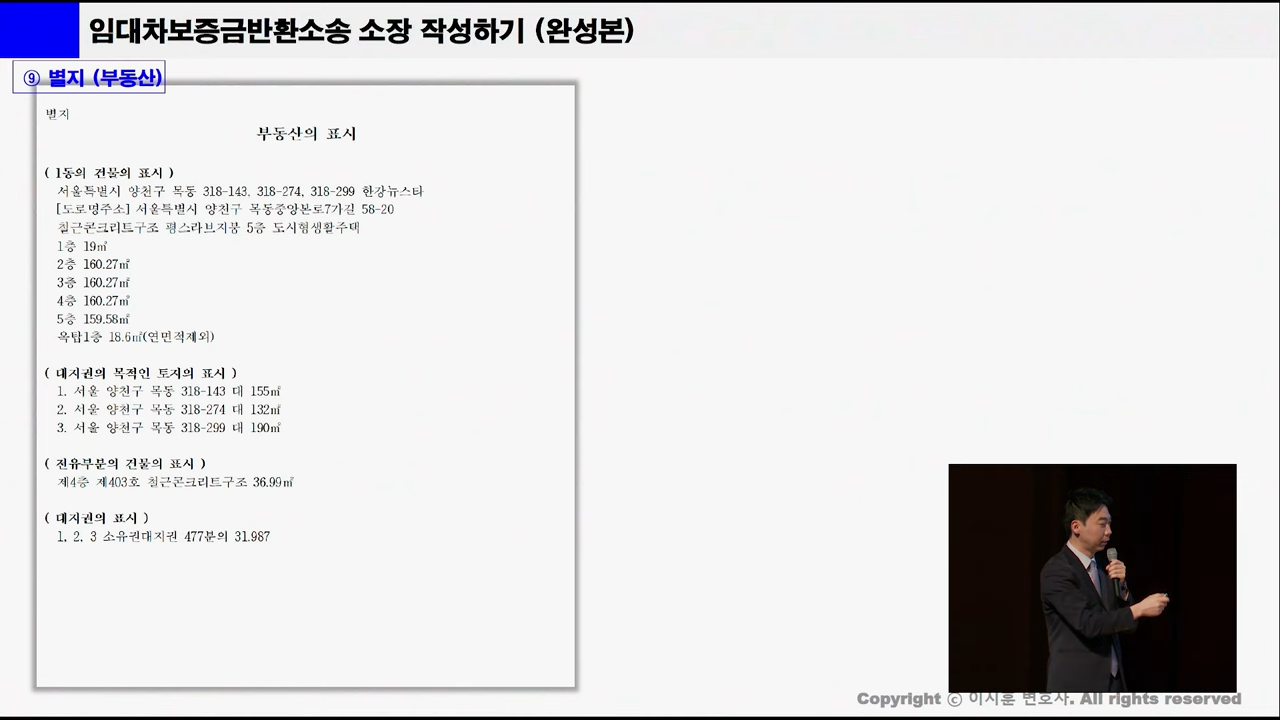 임대차보증금반환소송 소장 작성하기 (완성본)
⑨ 별지 (부동산)
별지
부동산의 표시
( 1동의 건물의 표시 )
서울특별시 양천구 목동 318-143, 318-274, 318-299 한강뉴스타
[도로명주소] 서울특별시 양천구 목동중앙본로7가길 58-20
철근콘크리트구조 평스라브지붕 5층 도시형생활주택
1층 19㎡
2층 160.27㎡
3층 160.27㎡
4층 160.27㎡
5층 159.58㎡
옥탑1층 18.6㎡(연면적제외)
( 대지권의 목적인 토지의 표시 )
1. 서울 양천구 목동 318-143 대 155㎡
2. 서울 양천구 목동 318-274 대 132㎡
3. 서울 양천구 목동 318-299 대 190㎡
( 전유부분의 건물의 표시 )
제4층 제403호 철근콘크리트구조 36.99㎡
( 대지권의 표시 )
1, 2, 3 소유권대지권 477분의 31.987
Copyright ⓒ 이시훈 변호사. All rights reserved